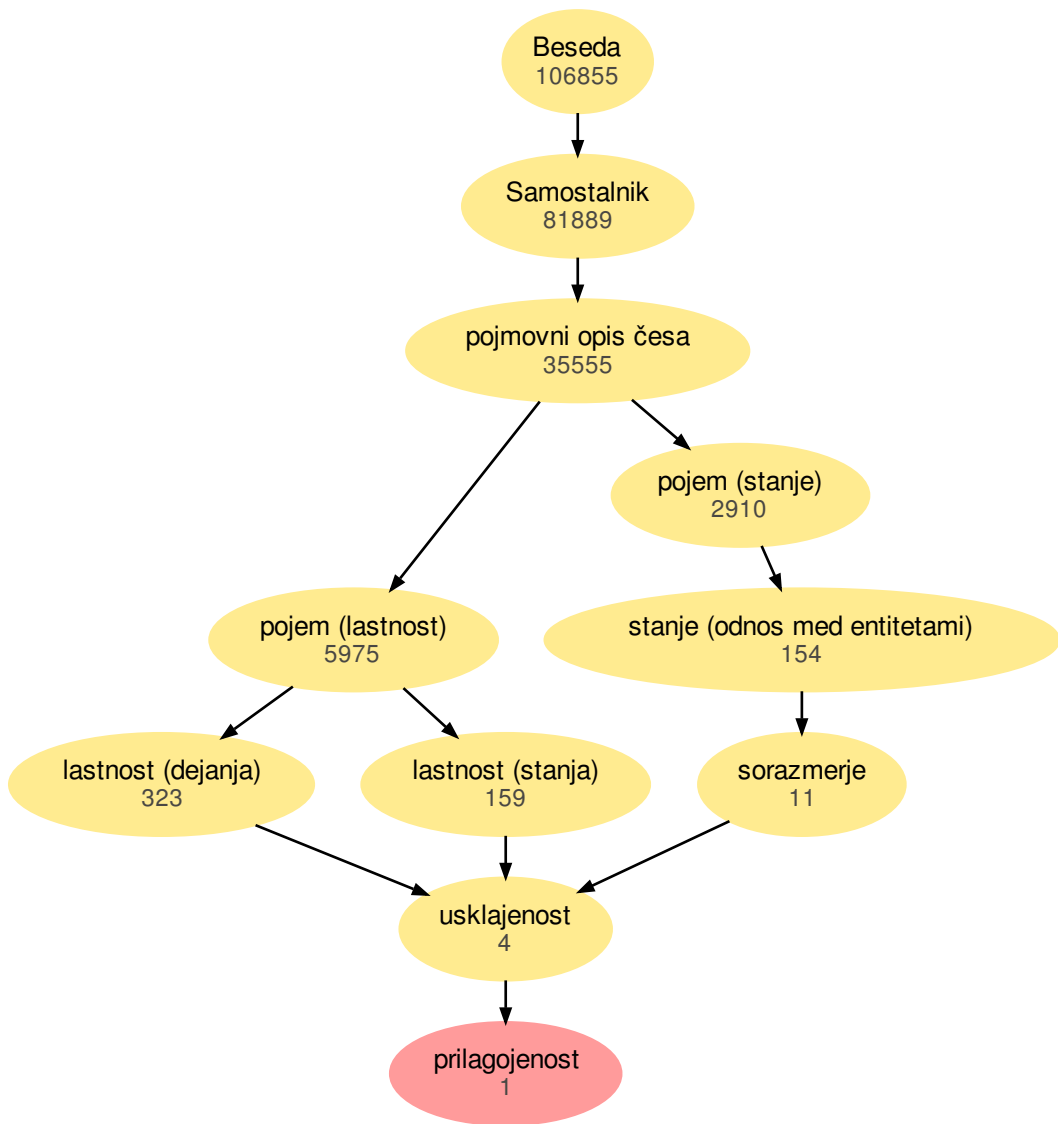 Beseda
106855
Samostalnik
81889
pojmovni opis česa
35555
pojem (stanje)
2910
pojem (lastnost)
5975
stanje (odnos med entitetami)
154
lastnost (dejanja)
323
lastnost (stanja)
159
sorazmerje
11
usklajenost
4
prilagojenost
1